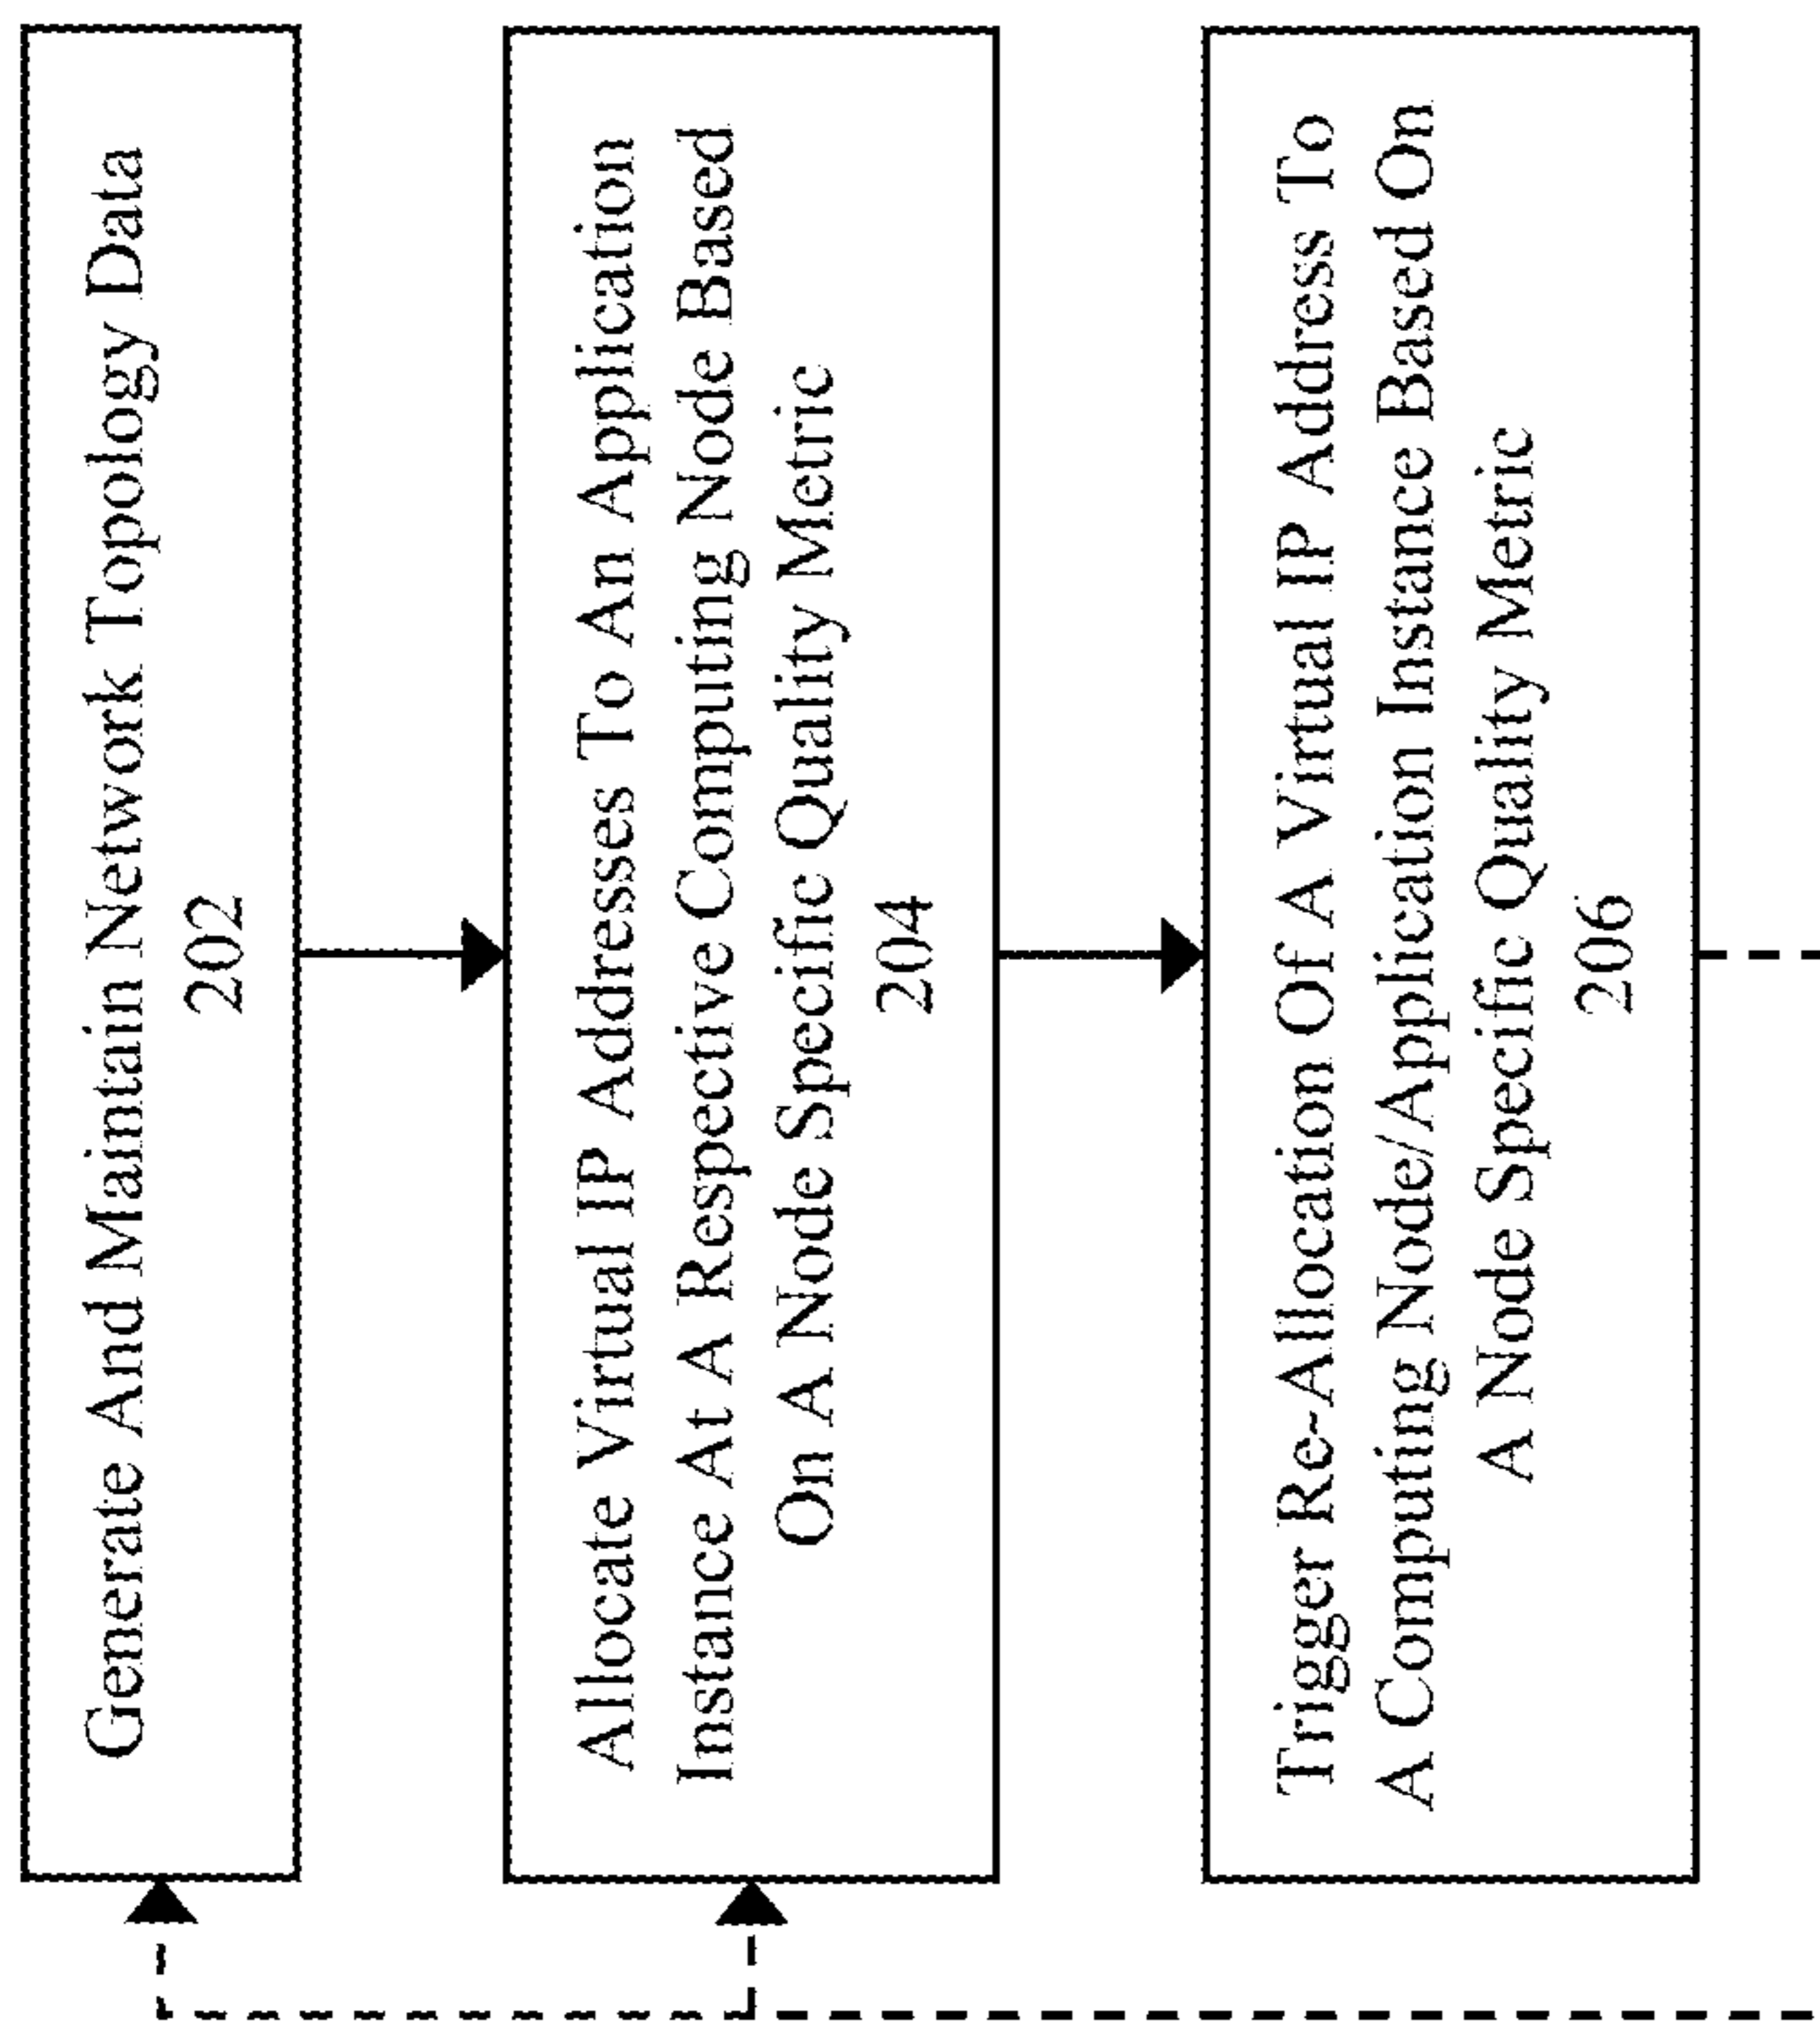 Generate And Maintain Network Topology Data
202
Allocate Virtual IP Addresses To An Application
Instance At A Respective Computing Node Based
On A Node Specific Quality Metric
204
Trigger Re-Allocation Of A Virtual IP Address To
A Computing Node/Application Instance Based On
A Node Specific Quality Metric
206